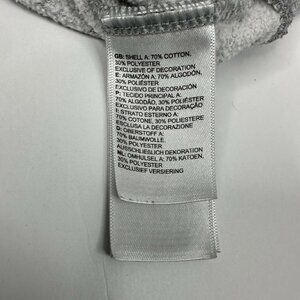 GB: SHELL A: 70% COTTON,
30% POLYESTER
EXCLUSIVE OF DECORATION
E: ARMAZÓN A: 70% ALGODÓN,
30% POLIÉSTER
EXCLUSIVO DE DECORACIÓN
P: TECIDO PRINCIPAL A:
70% ALGODÃO, 30% POLIÉSTER
EXCLUSIVO PARA DECORAÇÃO
I: STRATO ESTERNO A:
70% COTONE, 30% POLIESTERE
ESCLUSA LA DECORAZIONE
D: OBERSTOFF A:
70% BAUMWOLLE,
30% POLYESTER
AUSSCHLIEßLICH DEKORATION
NL: OMHULSEL A: 70% KATOEN,
30% POLYESTER
EXCLUSIEF VERSIERING